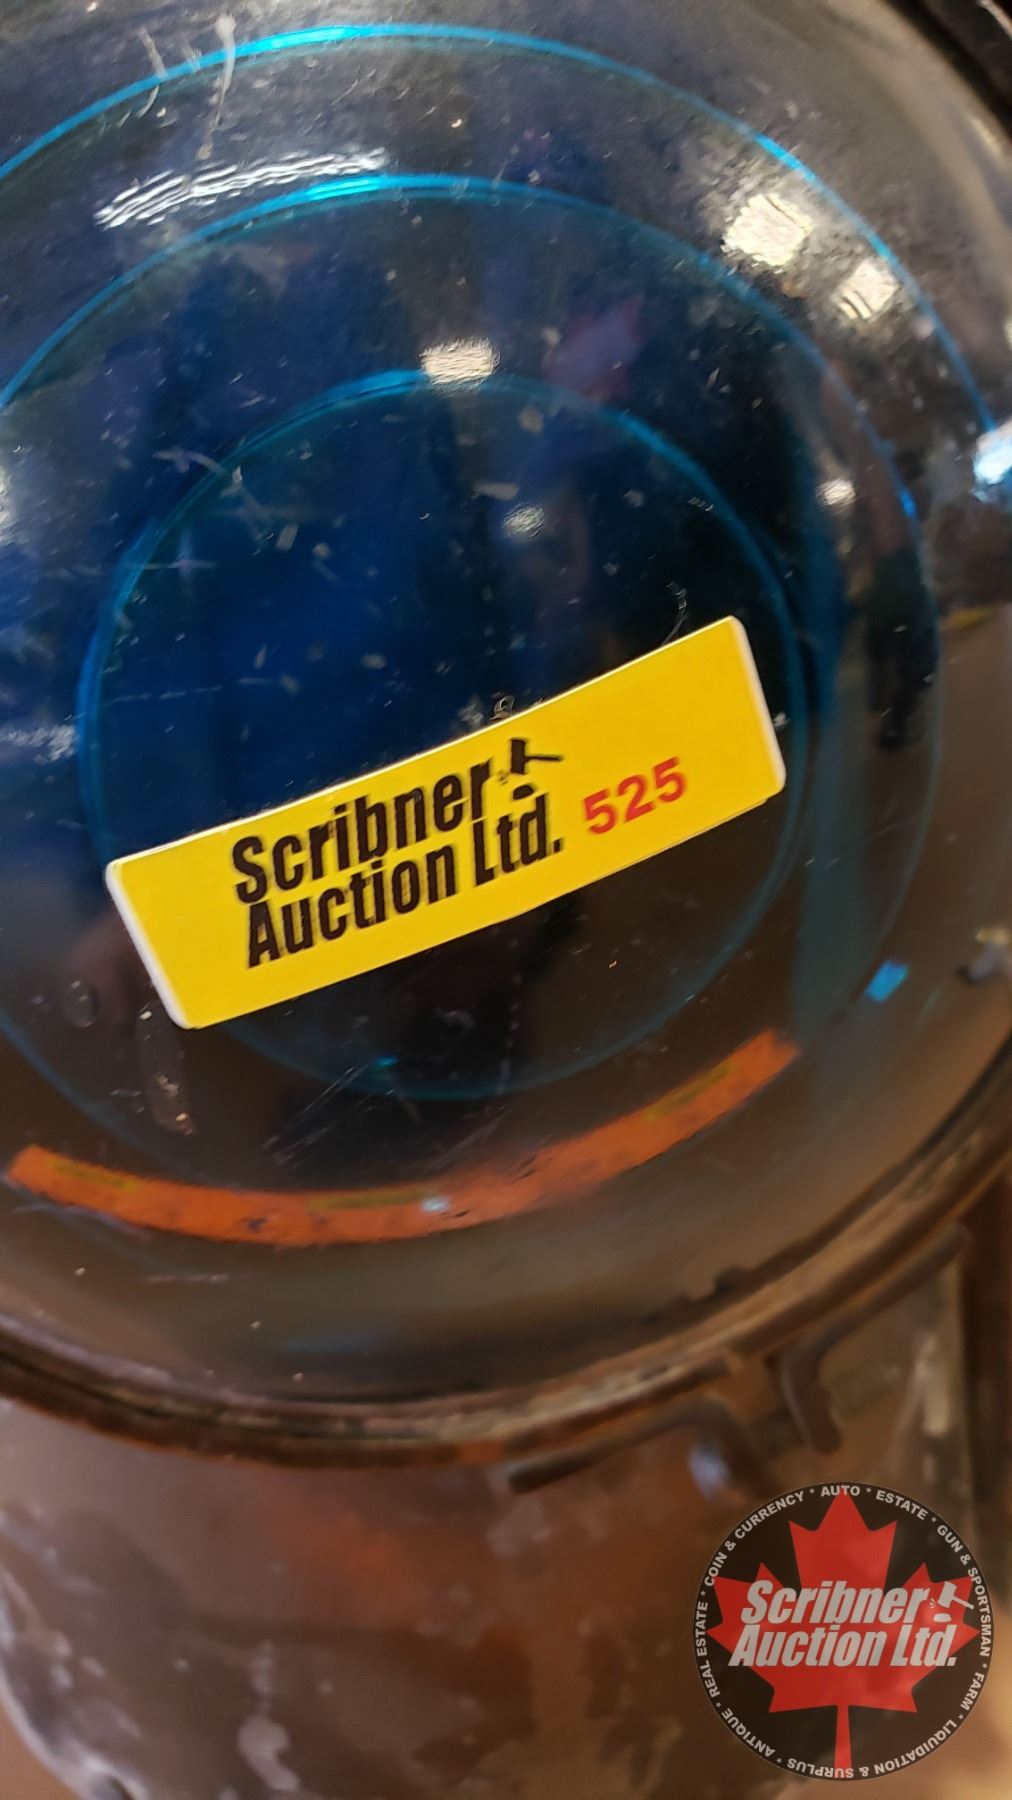 Scribner
Auction Ltd.
525
COIN & CURRENCY * AUTO * ESTATE * GUN & SPORTSMAN * FARM * LIQUIDATION & SURPLUS * ANTIQUE * REAL ESTATE *
Scribner
Auction Ltd.